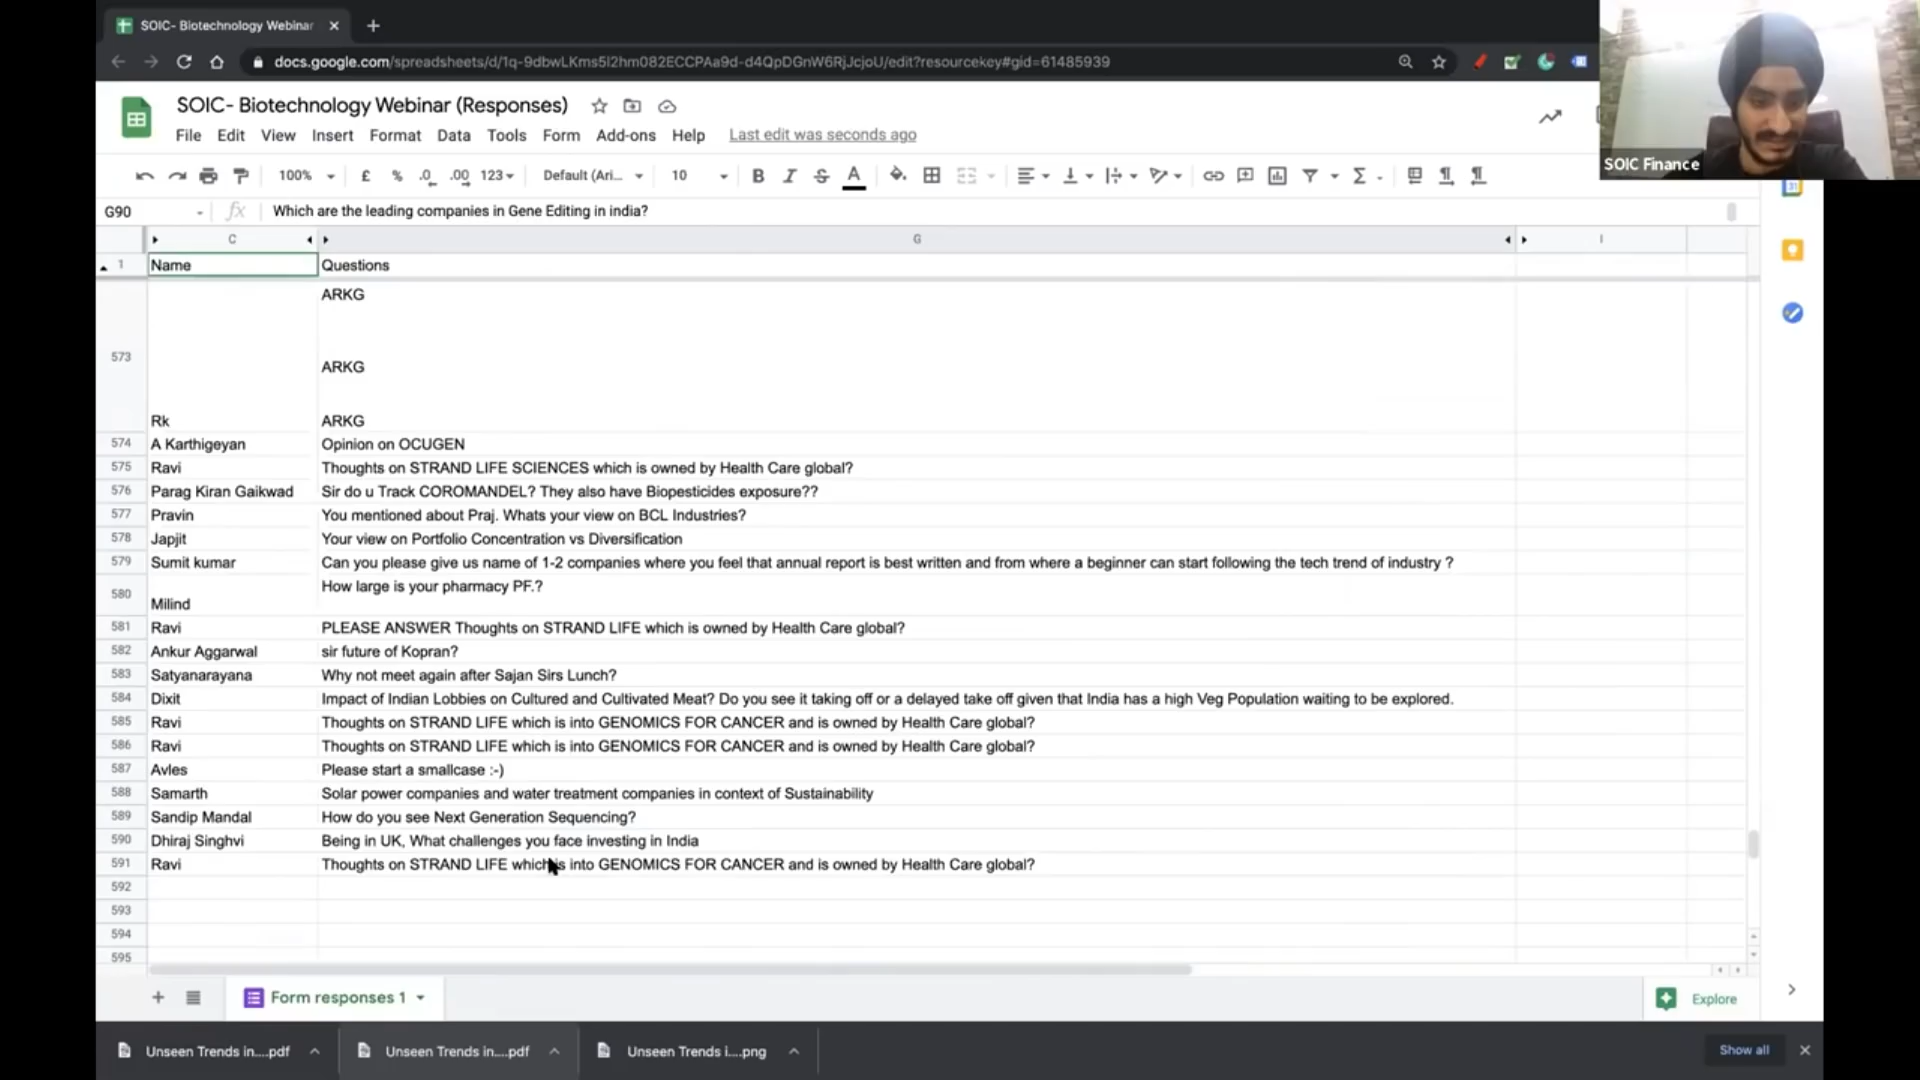 SOIC- Biotechnology Webinar
docs.google.com/spreadsheets/d/1q-9dbwLKms5l2hm082ECCPAa9d-d4QpDGnW6RjJcjoU/edit?resourcekey#gid=61485939
SOIC- Biotechnology Webinar (Responses)
File Edit View Insert Format Data Tools Form Add-ons Help Last edit was seconds ago
SOIC Finance
100% £ % .0 .00 123 Default (Ari... 10 B I S A
31
G90 fx Which are the leading companies in Gene Editing in india?
C G I
1 Name Questions
ARKG
573
ARKG
Rk ARKG
574 A Karthigeyan Opinion on OCUGEN
575 Ravi Thoughts on STRAND LIFE SCIENCES which is owned by Health Care global?
576 Parag Kiran Gaikwad Sir do u Track COROMANDEL? They also have Biopesticides exposure??
577 Pravin You mentioned about Praj. Whats your view on BCL Industries?
578 Japjit Your view on Portfolio Concentration vs Diversification
579 Sumit kumar Can you please give us name of 1-2 companies where you feel that annual report is best written and from where a beginner can start following the tech trend of industry ?
580 Milind How large is your pharmacy PF.?
581 Ravi PLEASE ANSWER Thoughts on STRAND LIFE which is owned by Health Care global?
582 Ankur Aggarwal sir future of Kopran?
583 Satyanarayana Why not meet again after Sajan Sirs Lunch?
584 Dixit Impact of Indian Lobbies on Cultured and Cultivated Meat? Do you see it taking off or a delayed take off given that India has a high Veg Population waiting to be explored.
585 Ravi Thoughts on STRAND LIFE which is into GENOMICS FOR CANCER and is owned by Health Care global?
586 Ravi Thoughts on STRAND LIFE which is into GENOMICS FOR CANCER and is owned by Health Care global?
587 Avles Please start a smallcase :-)
588 Samarth Solar power companies and water treatment companies in context of Sustainability
589 Sandip Mandal How do you see Next Generation Sequencing?
590 Dhiraj Singhvi Being in UK, What challenges you face investing in India
591 Ravi Thoughts on STRAND LIFE which is into GENOMICS FOR CANCER and is owned by Health Care global?
592
593
594
595
Form responses 1 Explore
Unseen Trends in....pdf Unseen Trends in....pdf Unseen Trends i....png Show all